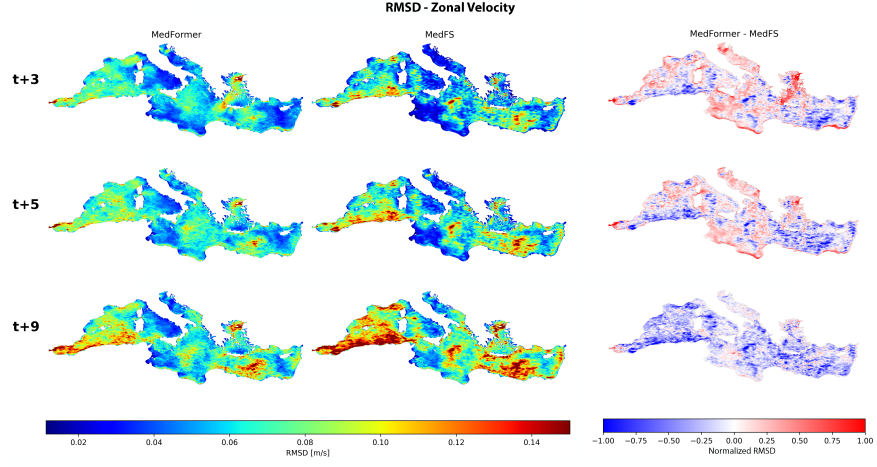 RMSD - Zonal Velocity
MedFormer
MedFS
MedFormer - MedFS
t+3
t+5
t+9
0.02 0.04 0.06 0.08 0.10 0.12 0.14
RMSD [m/s]
−1.00 −0.75 −0.50 −0.25 0.00 0.25 0.50 0.75 1.00
Normalized RMSD